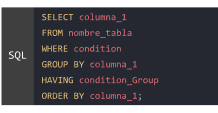 SQL
SELECT columna_1
FROM nombre_tabla
WHERE condition
GROUP BY columna_1
HAVING condition_Group
ORDER BY columna_1;